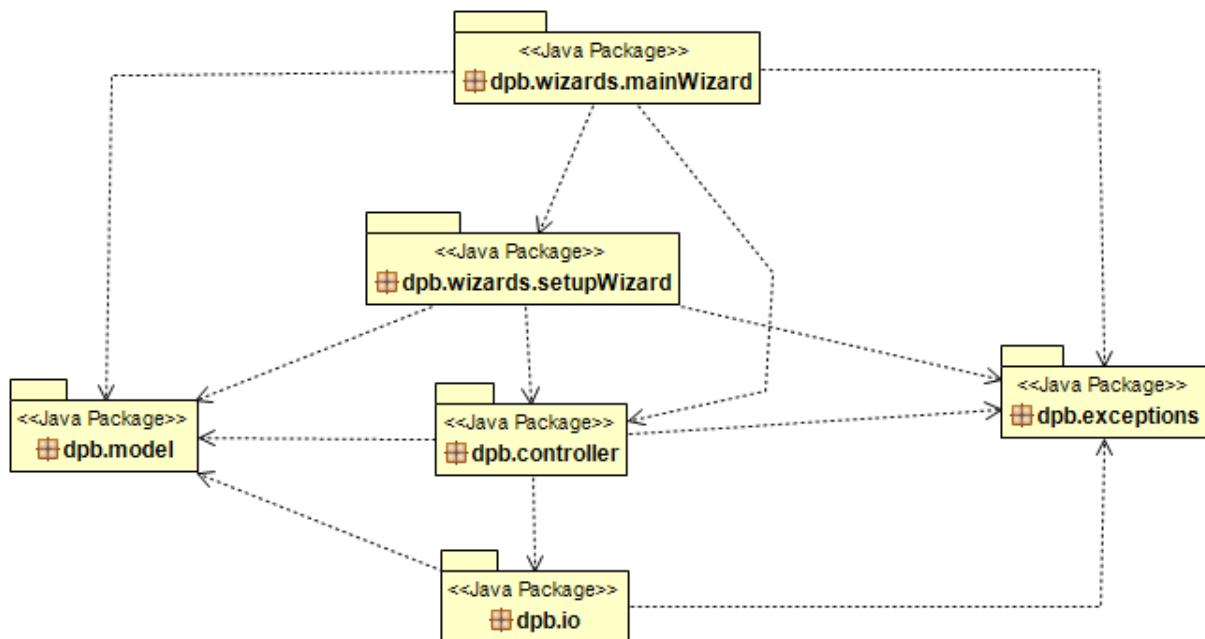 <<Java Package>>
dpb.wizards.mainWizard
<<Java Package>>
dpb.wizards.setupWizard
<<Java Package>>
dpb.model
<<Java Package>>
dpb.controller
<<Java Package>>
dpb.exceptions
<<Java Package>>
dpb.io